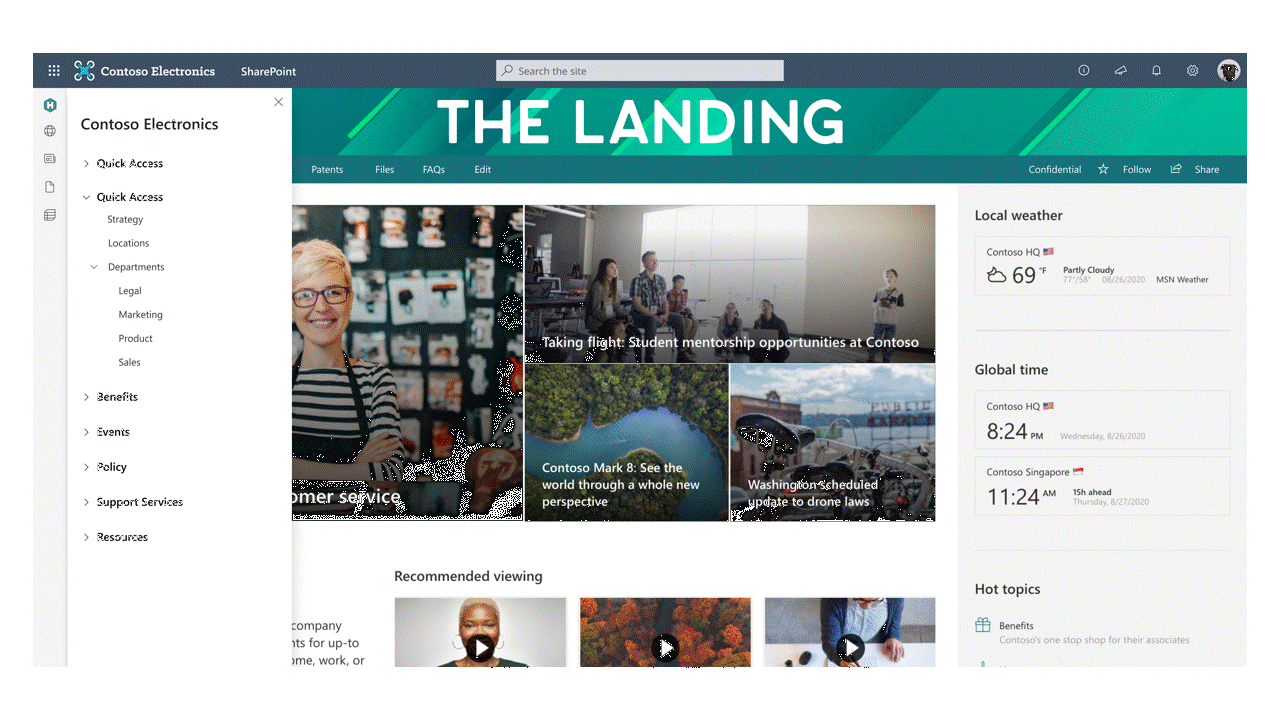 Contoso Electronics
SharePoint
Search the site
THE LANDING
Patents
Files
FAQs
Edit
Confidential
Follow
Share
Contoso Electronics
Quick Access
Quick Access
Strategy
Locations
Departments
Legal
Marketing
Product
Sales
Benefits
Events
Policy
Support Services
Resources
omer service
Taking flight: Student mentorship opportunities at Contoso
Contoso Mark 8: See the
world through a whole new
perspective
PUBLIC
MARKET
Washington scheduled
update to drone laws
Recommended viewing
company
nts for up-to
ome, work, or
Local weather
Contoso HQ
69 °F
Partly Cloudy
77°/58° 08/26/2020
MSN Weather
Global time
Contoso HQ
8:24 PM
Wednesday, 8/26/2020
Contoso Singapore
11:24 AM
15h ahead
Thursday, 8/27/2020
Hot topics
Benefits
Contoso's one stop shop for their associates